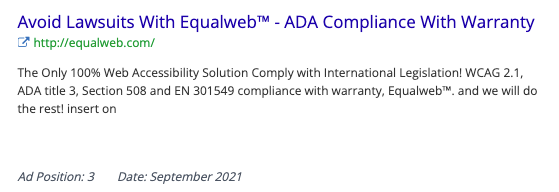 Avoid Lawsuits With Equalweb™ - ADA Compliance With Warranty
http://equalweb.com/
The Only 100% Web Accessibility Solution Comply with International Legislation! WCAG 2.1,
ADA title 3, Section 508 and EN 301549 compliance with warranty, Equalweb™. and we will do
the rest! insert on
Ad Position: 3 Date: September 2021